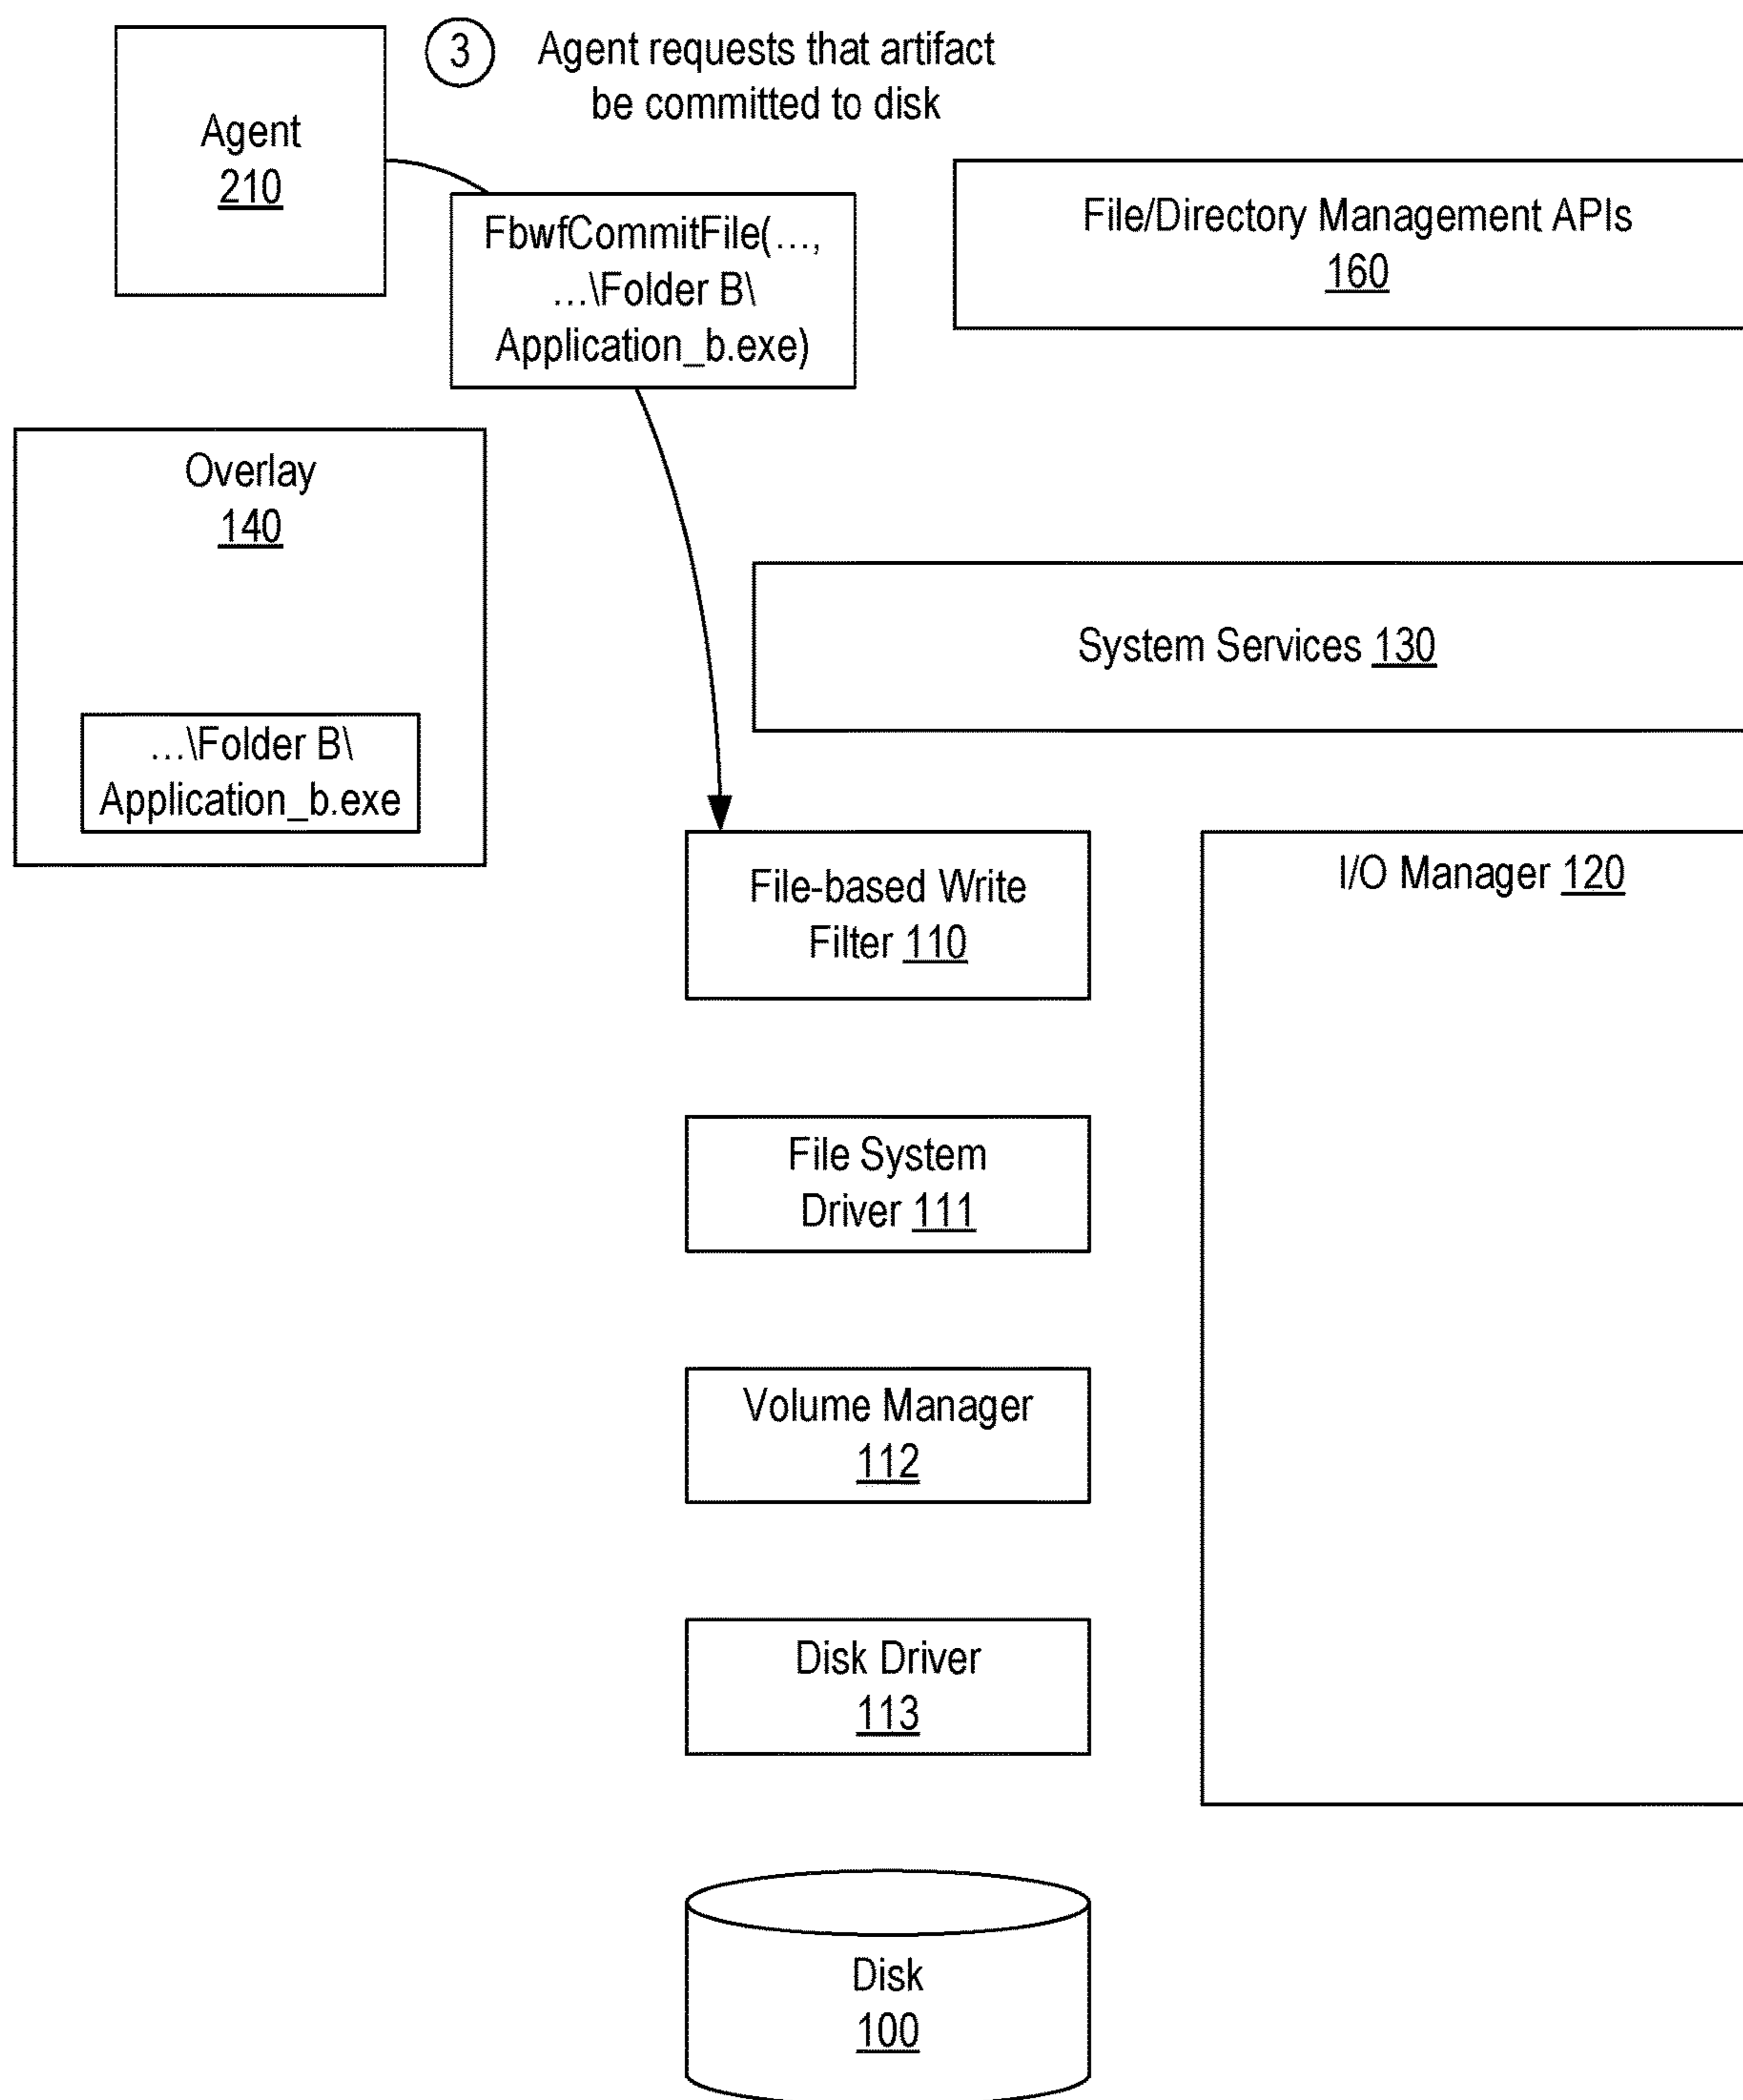 3
Agent requests that artifact
be committed to disk
Agent
210
FbwfCommitFile(...,
...\Folder B\
Application_b.exe)
File/Directory Management APIs
160
Overlay
140
...\Folder B\
Application_b.exe
System Services 130
File-based Write
Filter 110
I/O Manager 120
File System
Driver 111
Volume Manager
112
Disk Driver
113
Disk
100